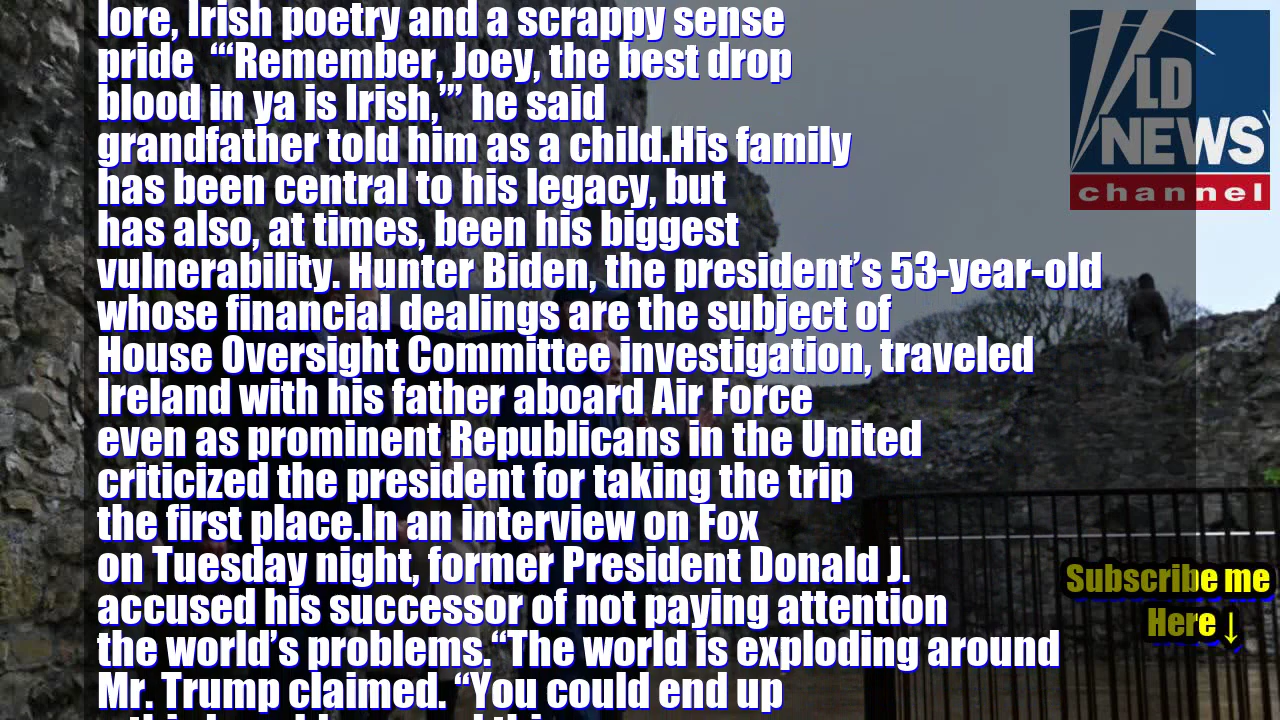 lore, Irish poetry and a scrappy sense
pride “‘Remember, Joey, the best drop
blood in ya is Irish,’” he said
grandfather told him as a child.His family
has been central to his legacy, but
has also, at times, been his biggest
vulnerability. Hunter Biden, the president’s 53-year-old
whose financial dealings are the subject of
House Oversight Committee investigation, traveled
Ireland with his father aboard Air Force
even as prominent Republicans in the United
criticized the president for taking the trip
the first place.In an interview on Fox
on Tuesday night, former President Donald J.
accused his successor of not paying attention
the world’s problems.“The world is exploding around
Mr. Trump claimed. “You could end up
LD
NEWS
channel
Subscribe me
Here ↓